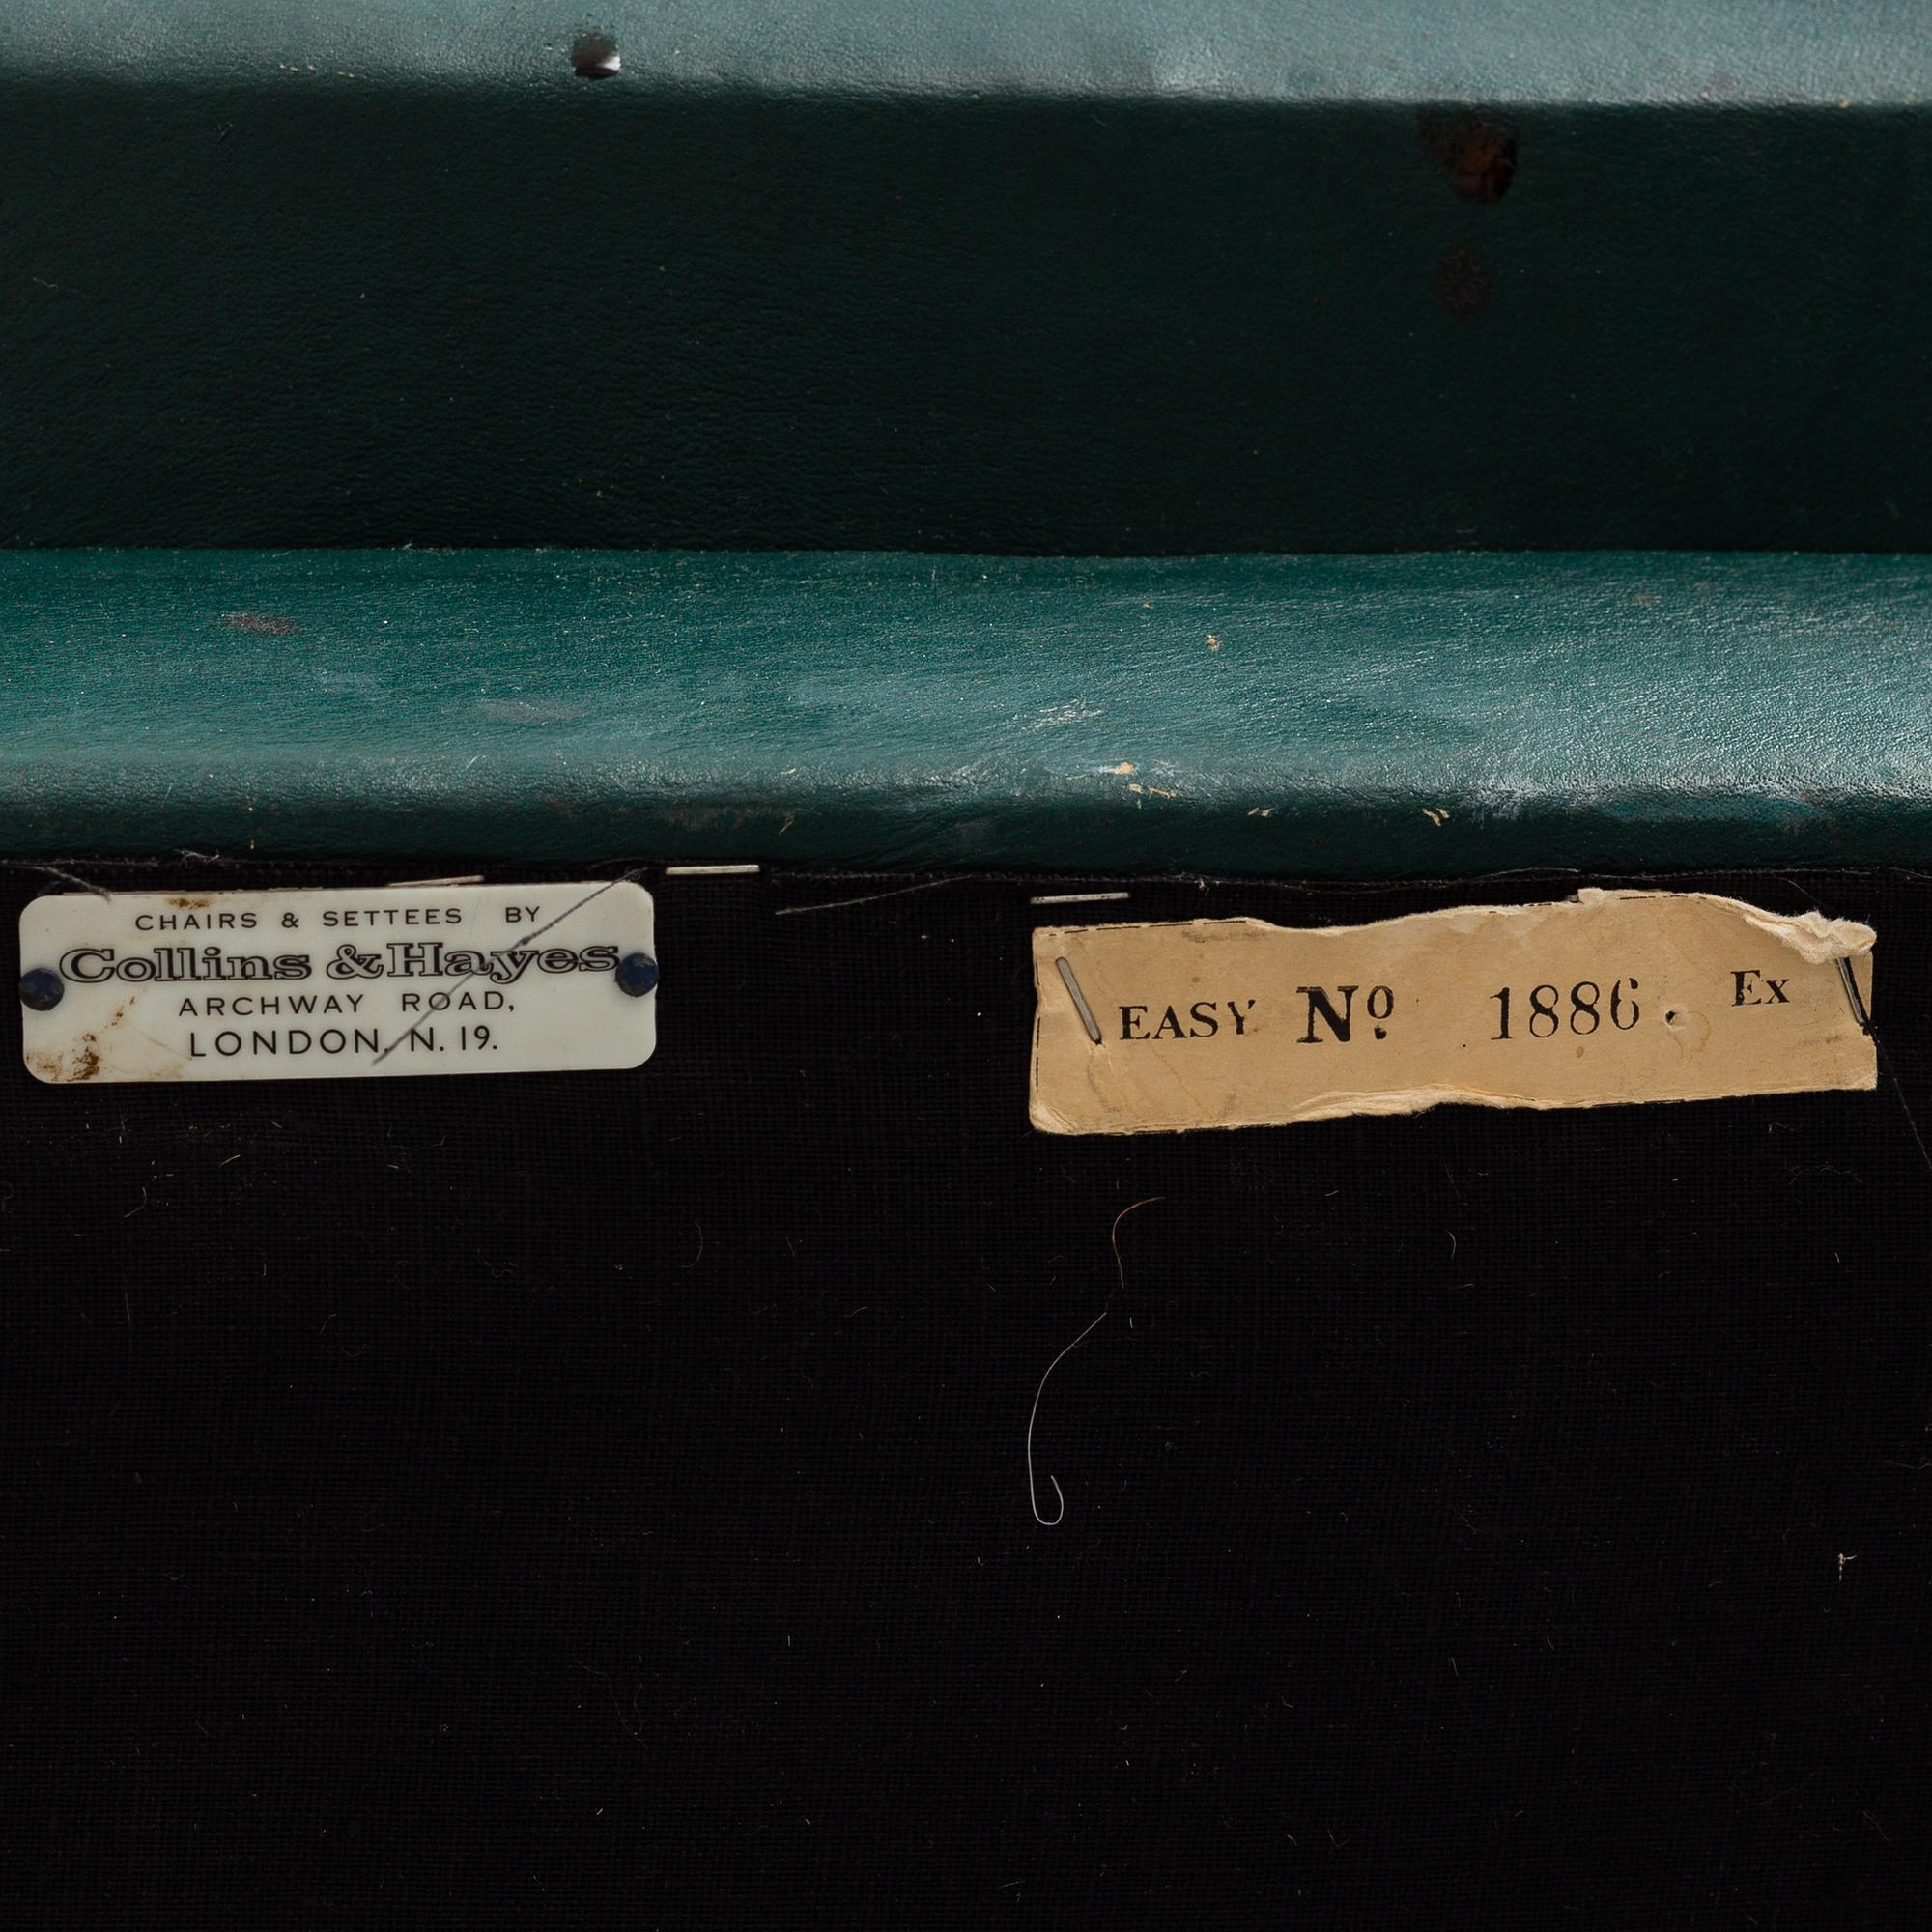 CHAIRS & SETTEES BY
Collins & Hayes
ARCHWAY ROAD,
LONDON, N. 19.
EASY Nº 1886. Ex